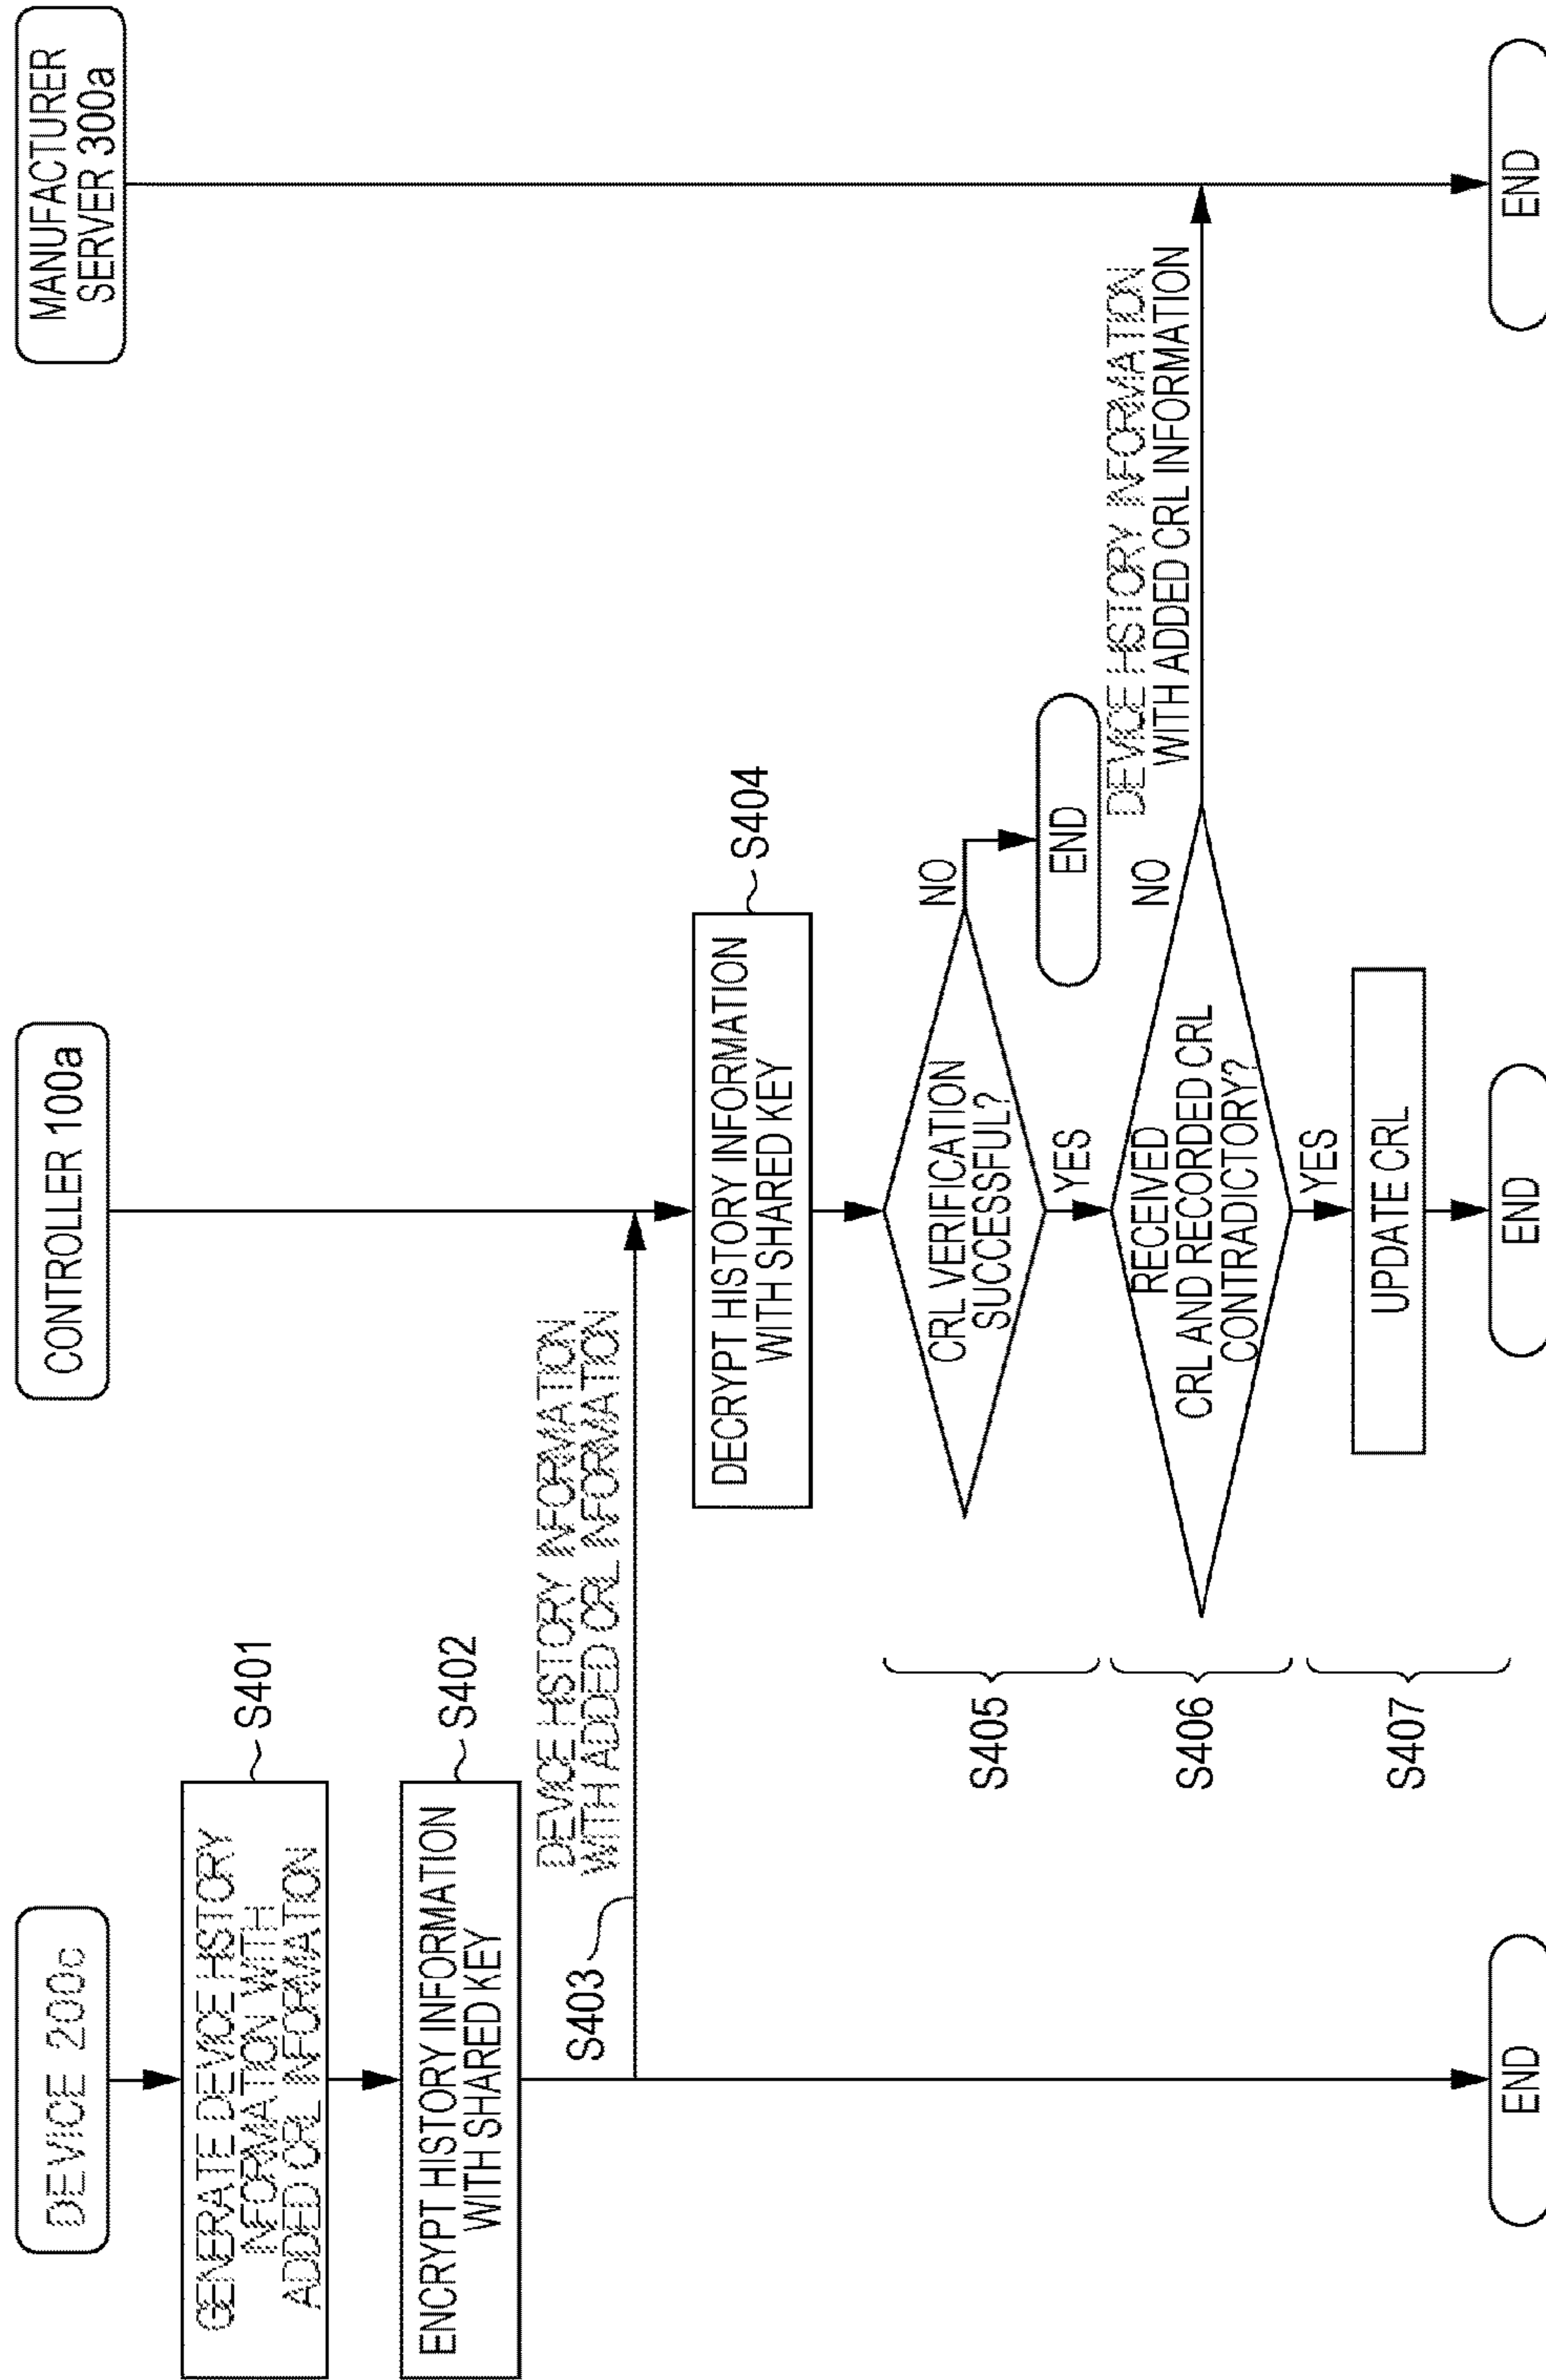 DEVICE 200c
CONTROLLER 100a
MANUFACTURER
SERVER 300a
GENERATE DEVICE HSTORY
INFORMATION WITH
ADDED CRL INFORMATION
S401
ENCRYPT HISTORY INFORMATION
WITH SHARED KEY
S402
S403
DEVICE HSTORY INFORMATION
WITH ADDED CRL INFORMATION
DECRYPT HISTORY INFORMATION
WITH SHARED KEY
S404
S405
CRL VERIFICATION
SUCCESSFUL?
NO
YES
END
S406
RECEIVED
CRL AND RECORDED CRL
CONTRADICTORY?
NO
YES
DEVICE HSTORY INFORMATION
WITH ADDED CRL INFORMATION
S407
UPDATE CRL
END
END
END